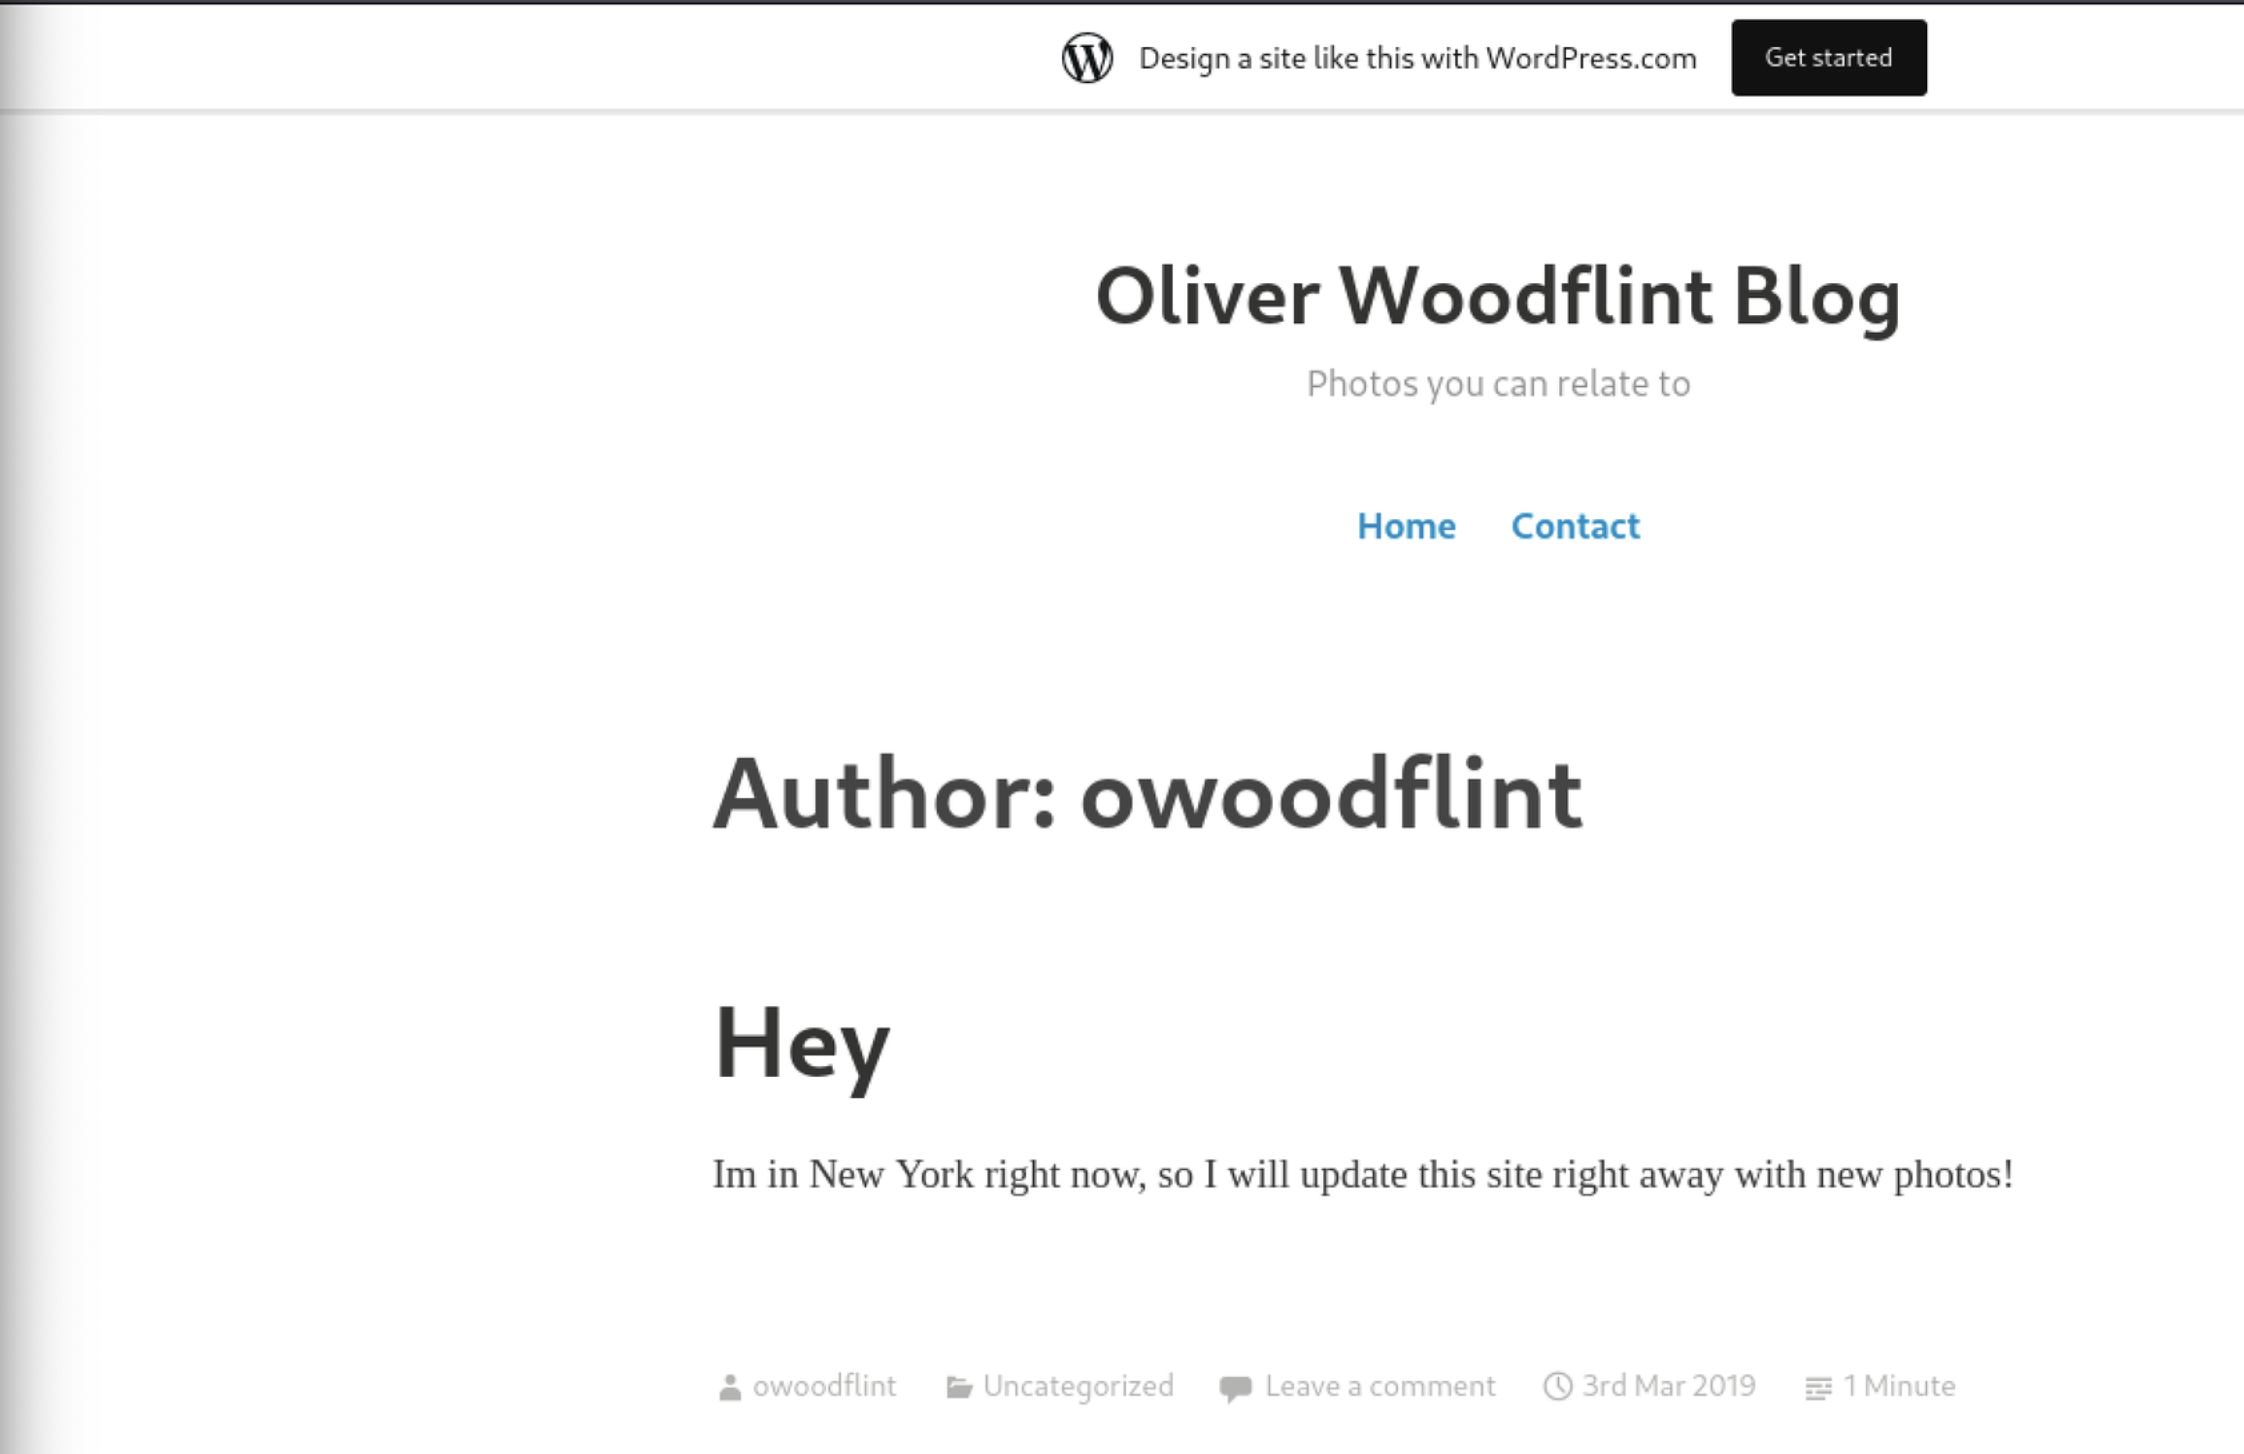 Design a site like this with WordPress.com Get started
Oliver Woodflint Blog
Photos you can relate to
Home Contact
Author: owoodflint
Hey
Im in New York right now, so I will update this site right away with new photos!
owoodflint Uncategorized Leave a comment 3rd Mar 2019 1 Minute